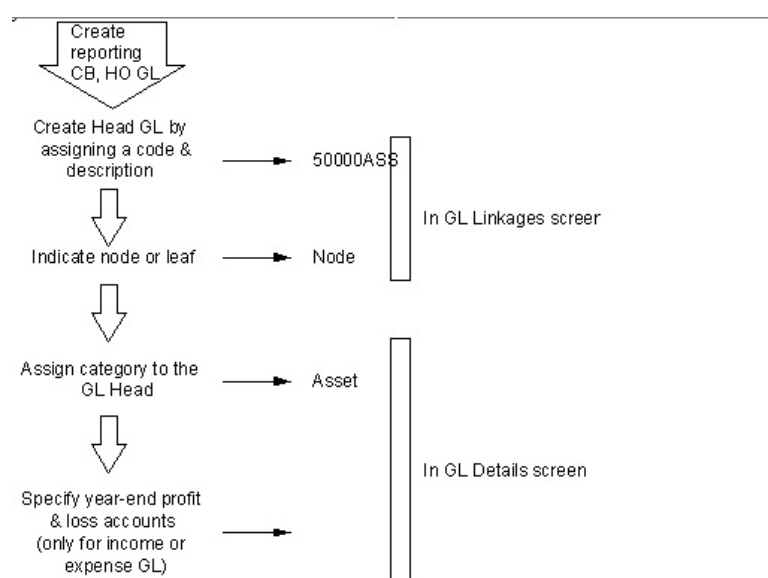 Create
reporting
CB, HO GL
Create Head GL by
assigning a code &
description
50000ASS
In GL Linkages screer
Indicate node or leaf
Node
Assign category to the
GL Head
Asset
In GL Details screen
Specify year-end profit
& loss accounts
(only for income or
expense GL)